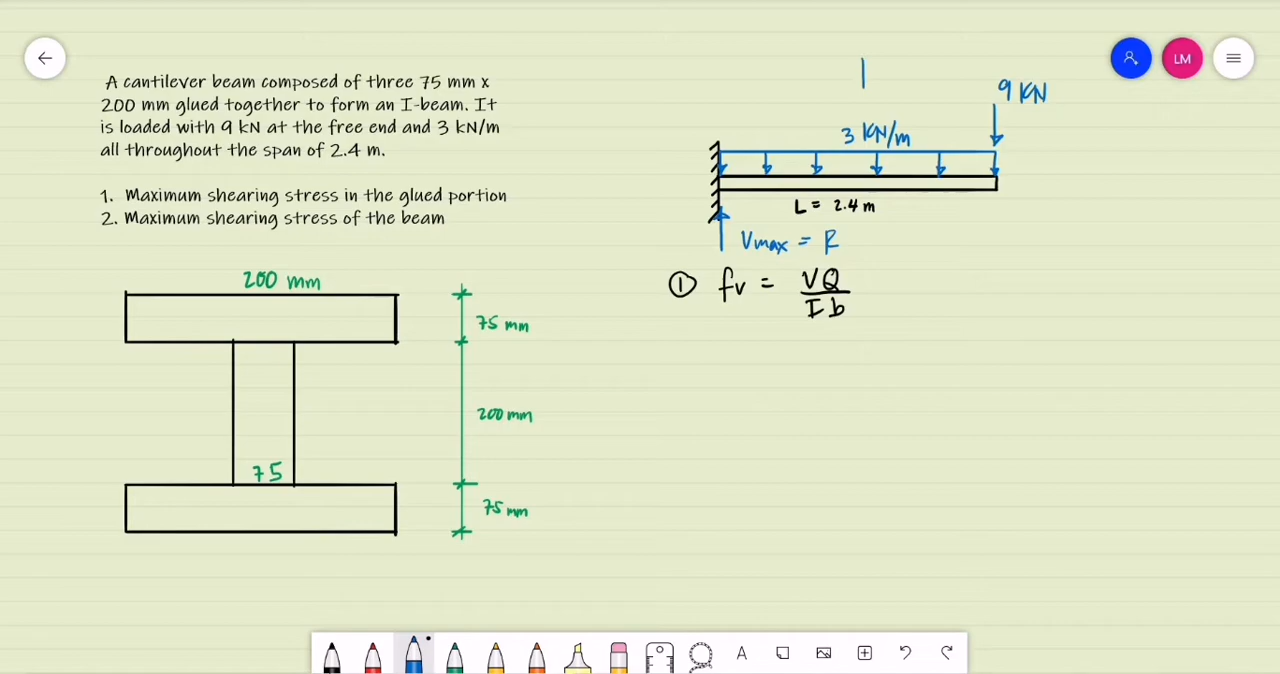 A cantilever beam composed of three 75 mm x
200 mm glued together to form an I-beam. It
is loaded with 9 kN at the free end and 3 kN/m
all throughout the span of 2.4 m.
1. Maximum shearing stress in the glued portion
2. Maximum shearing stress of the beam
LM
9 KN
3 KN/m
L = 2.4 m
Vmax = R
① fv = VQ
Ib
200 mm
75 mm
200 mm
75
75 mm
A